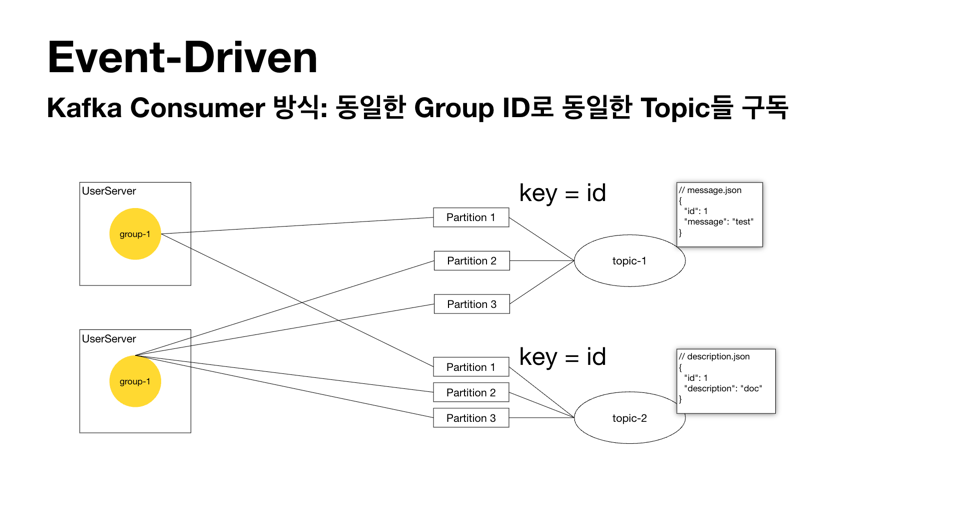 Event-Driven
Kafka Consumer 방식: 동일한 Group ID로 동일한 Topic들 구독
UserServer
group-1
Partition 1
Partition 2
Partition 3
key = id
topic-1
// message.json
{
"id": 1
"message": "test"
}
UserServer
group-1
Partition 1
Partition 2
Partition 3
key = id
topic-2
// description.json
{
"id": 1
"description": "doc"
}